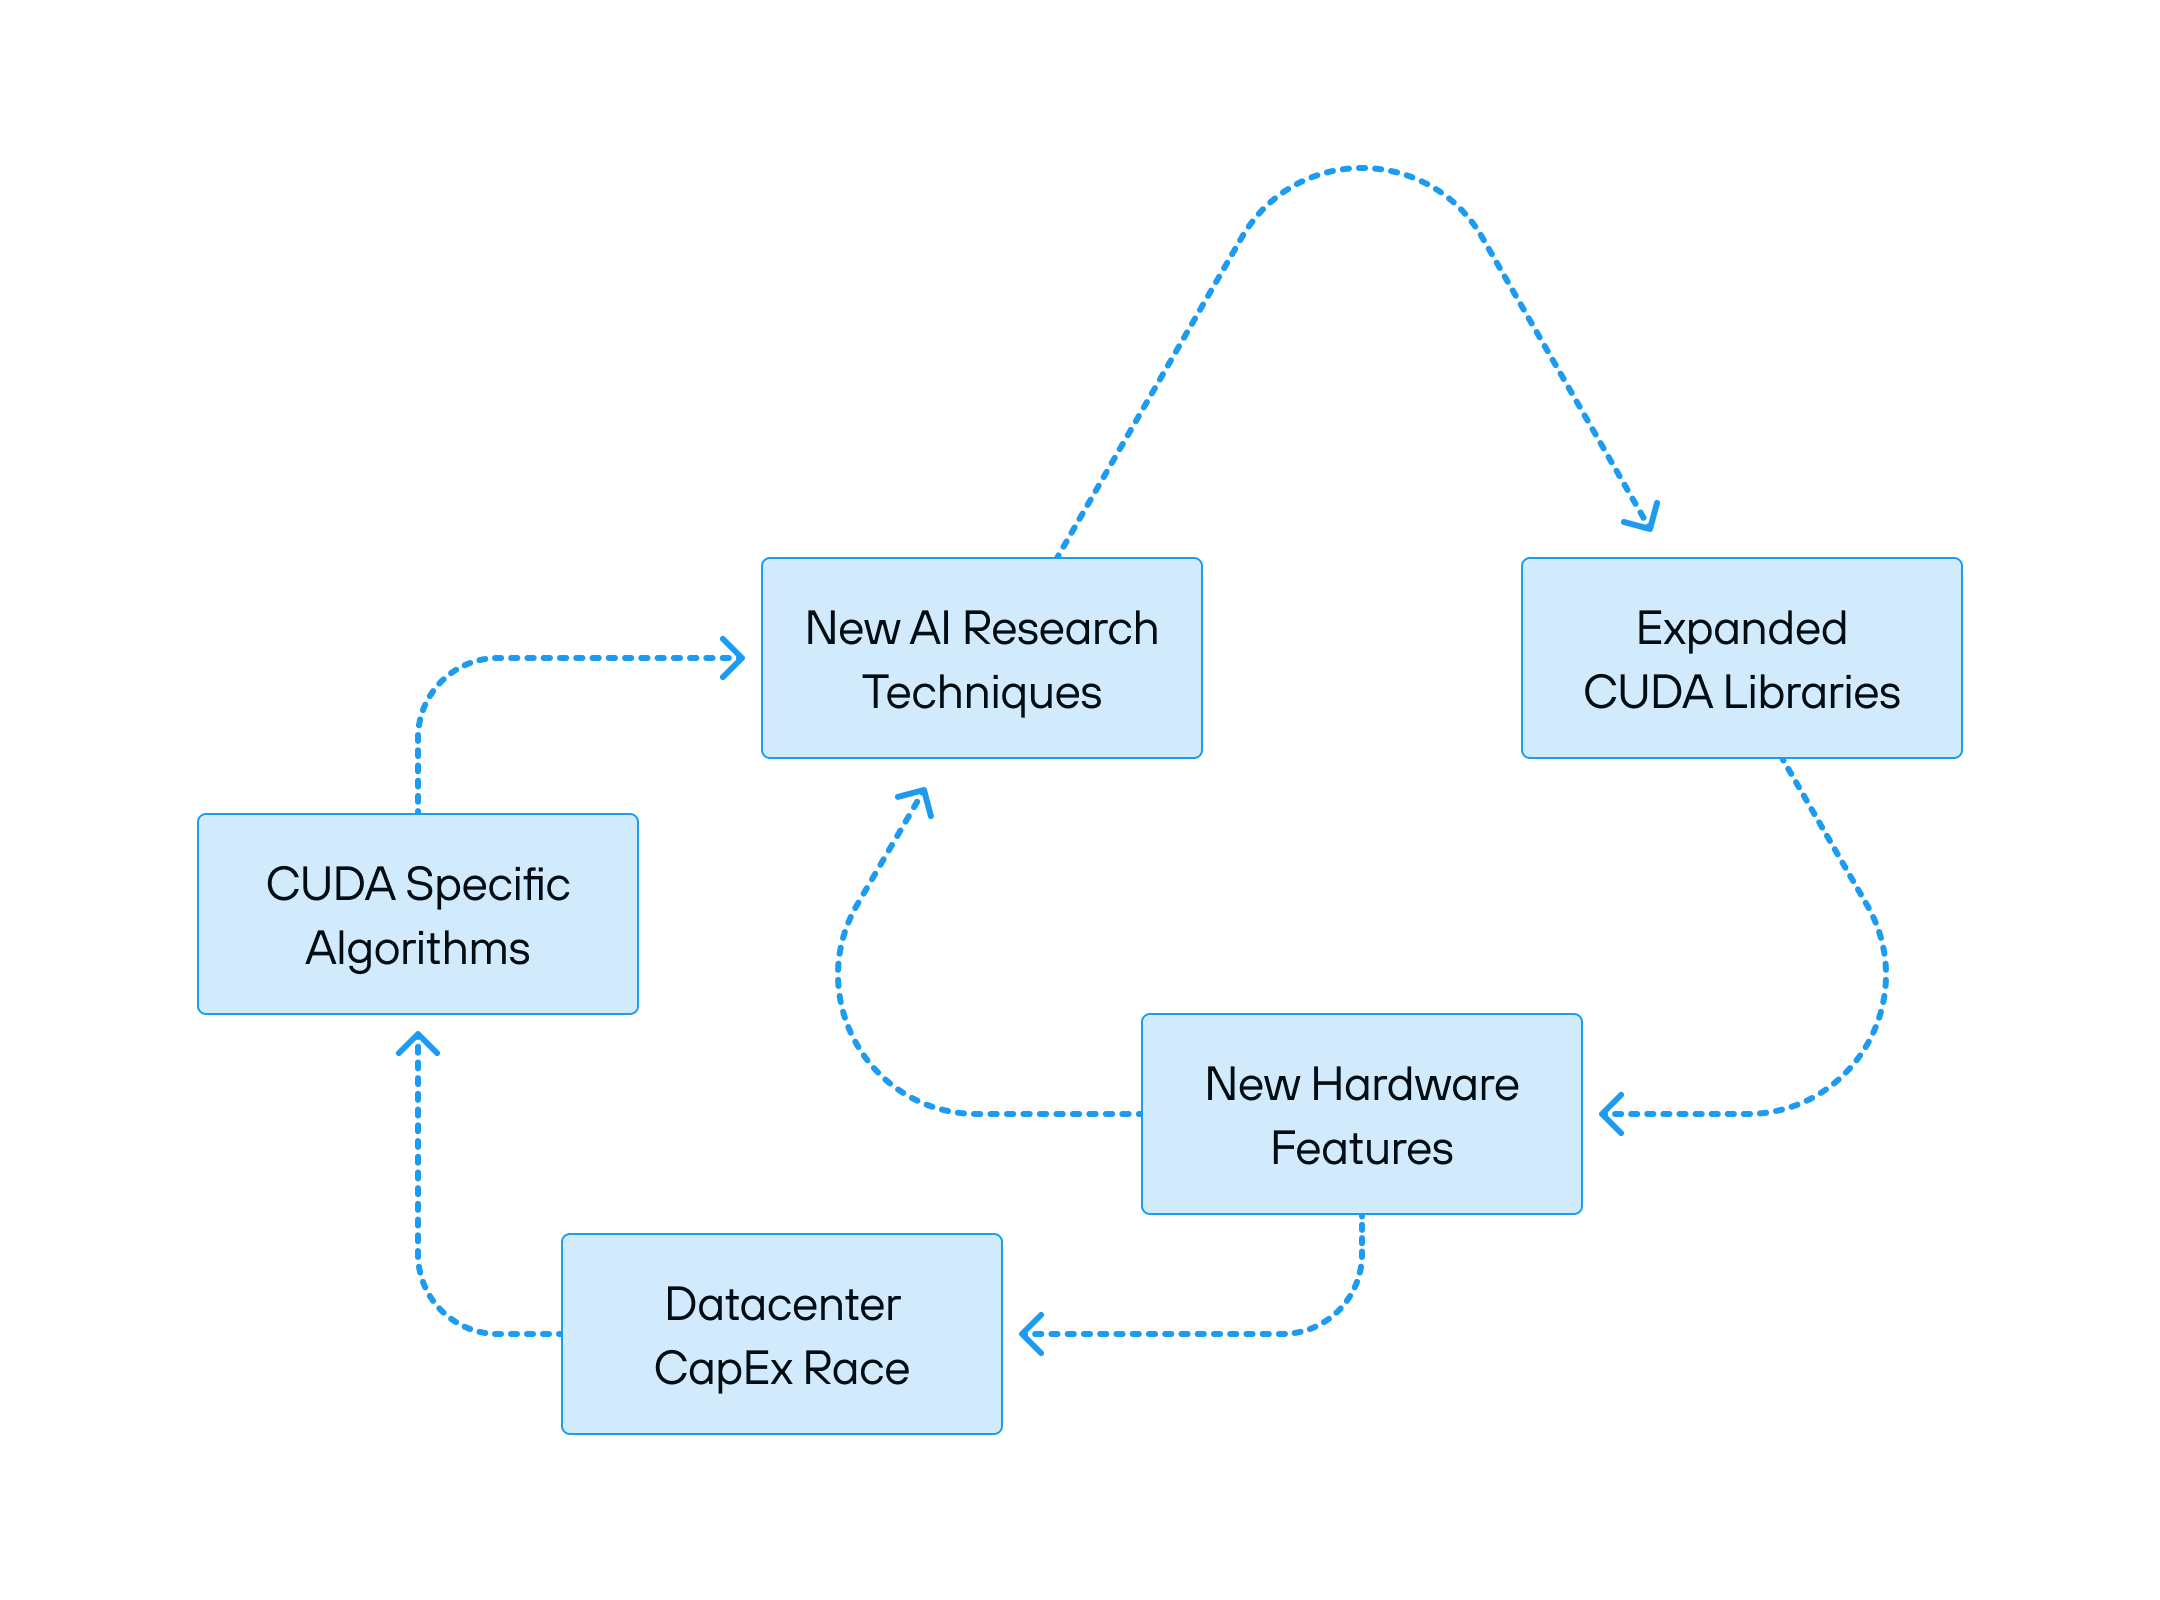 New AI Research
Techniques
Expanded
CUDA Libraries
CUDA Specific
Algorithms
New Hardware
Features
Datacenter
CapEx Race